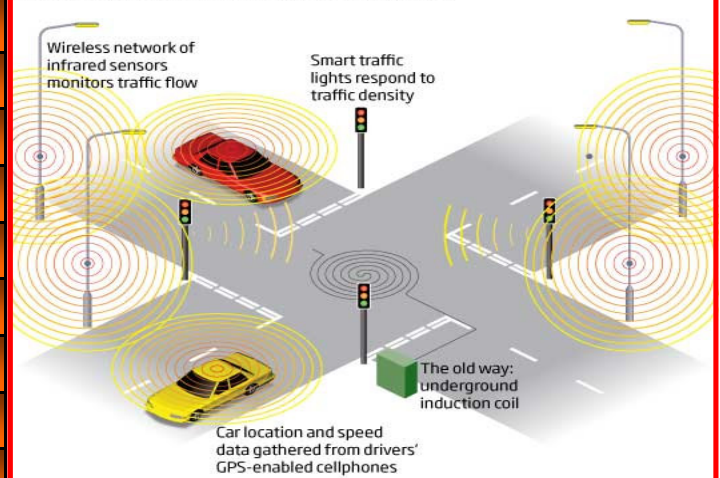 Wireless network of
infrared sensors
monitors traffic flow
Smart traffic
lights respond to
traffic density
The old way:
underground
induction coil
Car location and speed
data gathered from drivers'
GPS-enabled cellphones